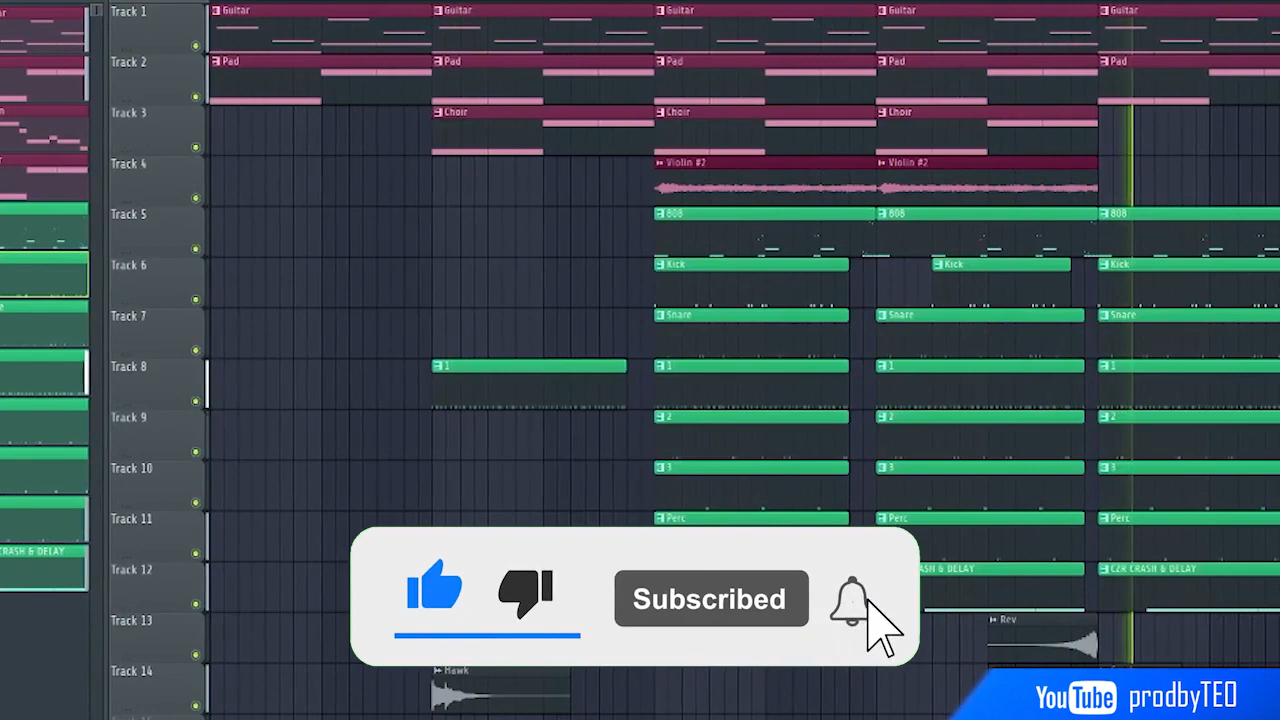 Track 1 Guitar Guitar Guitar Guitar Guitar
Track 2 Pad Pad Pad Pad Pad
Track 3 Choir Choir Choir
Track 4 Violin #2 Violin #2
Track 5 808 808 808
Track 6 Kick Kick Kick
Track 7 Snare Snare Snare
Track 8 1 1 1 1
Track 9 2 2 2
Track 10 3 3 3
Track 11 Perc Perc Perc
CRASH & DELAY Track 12 SH & DELAY CZR CRASH & DELAY
Track 13 Rev
Track 14 Hawk
Subscribed
YouTube prodbyTEO